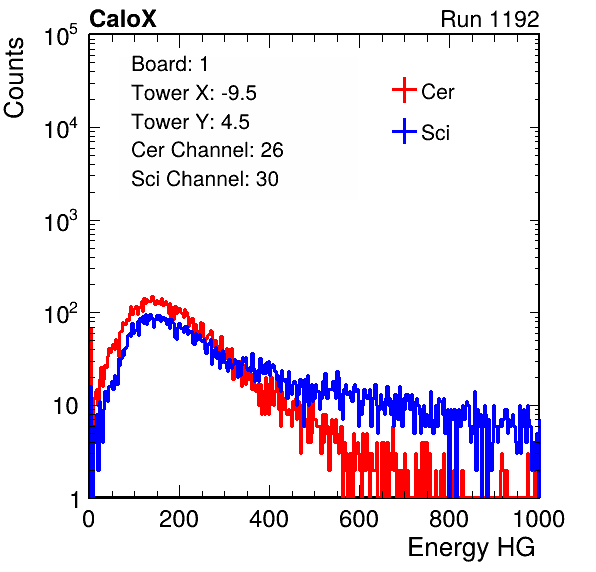 CaloX Run 1192
Counts
Board: 1
Tower X: -9.5
Tower Y: 4.5
Cer Channel: 26
Sci Channel: 30
Cer
Sci
10^5
10^4
10^3
10^2
10
1
0 200 400 600 800 1000
Energy HG